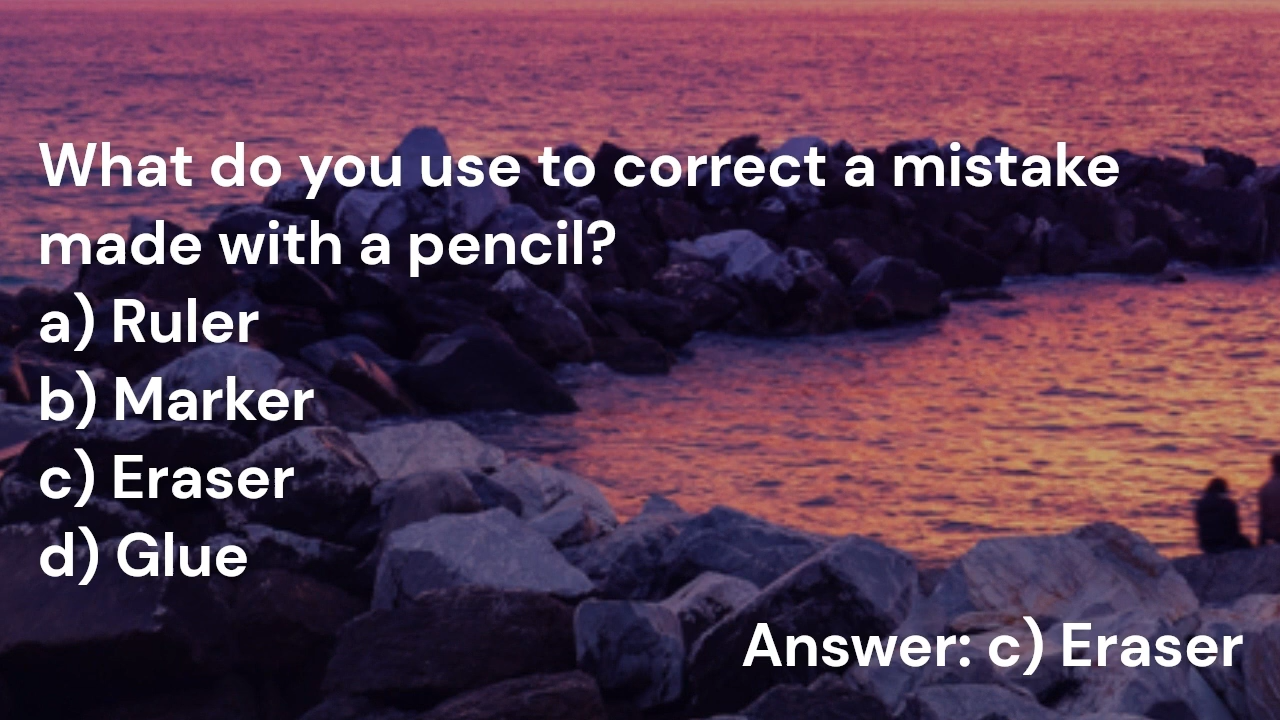 What do you use to correct a mistake
made with a pencil?
a) Ruler
b) Marker
c) Eraser
d) Glue
Answer: c) Eraser